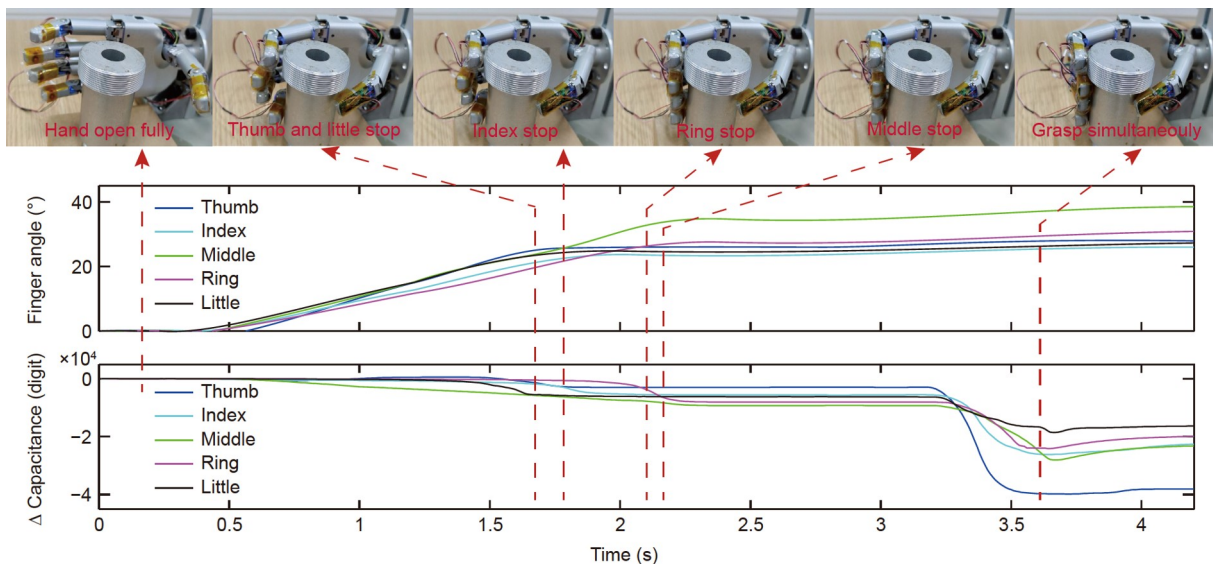 Hand open fully
Thumb and little stop
Index stop
Ring stop
Middle stop
Grasp simultaneouly
Finger angle (°)
40
20
0
Thumb
Index
Middle
Ring
Little
×10⁴
Δ Capacitance (digit)
0
−2
−4
Thumb
Index
Middle
Ring
Little
0 0.5 1 1.5 2 2.5 3 3.5 4
Time (s)